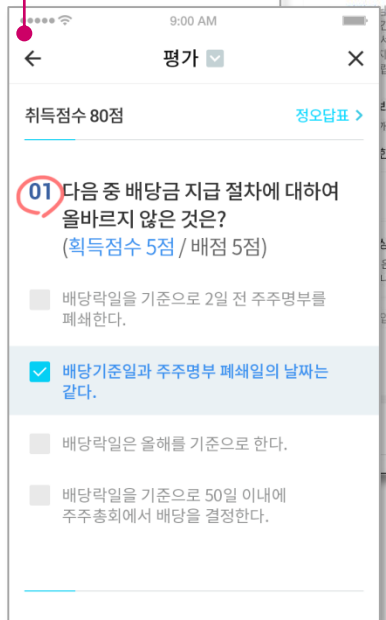 9:00 AM
평가
취득점수 80점
정오답표 >
01 다음 중 배당금 지급 절차에 대하여
올바르지 않은 것은?
(획득점수 5점 / 배점 5점)
배당락일을 기준으로 2일 전 주주명부를
폐쇄한다.
배당기준일과 주주명부 폐쇄일의 날짜는
같다.
배당락일은 올해를 기준으로 한다.
배당락일을 기준으로 50일 이내에
주주총회에서 배당을 결정한다.